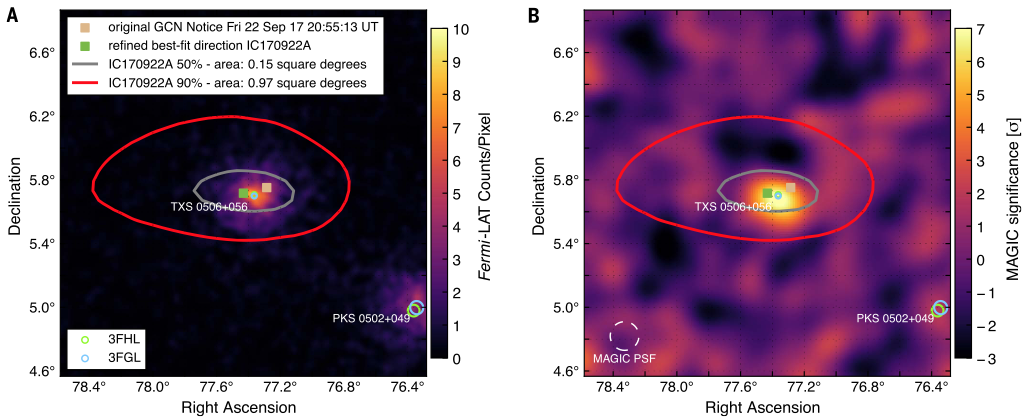 A
original GCN Notice Fri 22 Sep 17 20:55:13 UT
refined best-fit direction IC170922A
IC170922A 50% - area: 0.15 square degrees
IC170922A 90% - area: 0.97 square degrees
6.6°
6.2°
5.8°
5.4°
5.0°
4.6°
Declination
TXS 0506+056
PKS 0502+049
3FHL
3FGL
78.4°
78.0°
77.6°
77.2°
76.8°
76.4°
Right Ascension
10
9
8
7
6
5
4
3
2
1
0
Fermi-LAT Counts/Pixel
B
6.6°
6.2°
5.8°
5.4°
5.0°
4.6°
Declination
TXS 0506+056
PKS 0502+049
MAGIC PSF
78.4°
78.0°
77.6°
77.2°
76.8°
76.4°
Right Ascension
7
6
5
4
3
2
1
0
−1
−2
−3
MAGIC significance [σ]